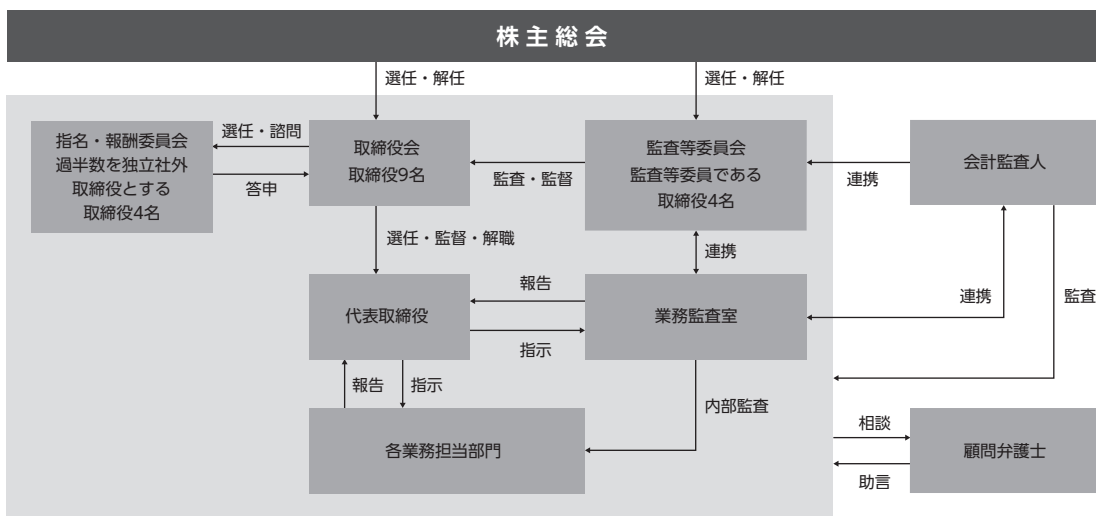 株主総会
選任・解任
選任・解任
指名・報酬委員会
過半数を独立社外
取締役とする
取締役4名
選任・諮問
答申
取締役会
取締役9名
監査・監督
監査等委員会
監査等委員である
取締役4名
連携
会計監査人
選任・監督・解職
連携
代表取締役
報告
指示
業務監査室
連携
監査
報告
指示
内部監査
各業務担当部門
相談
助言
顧問弁護士